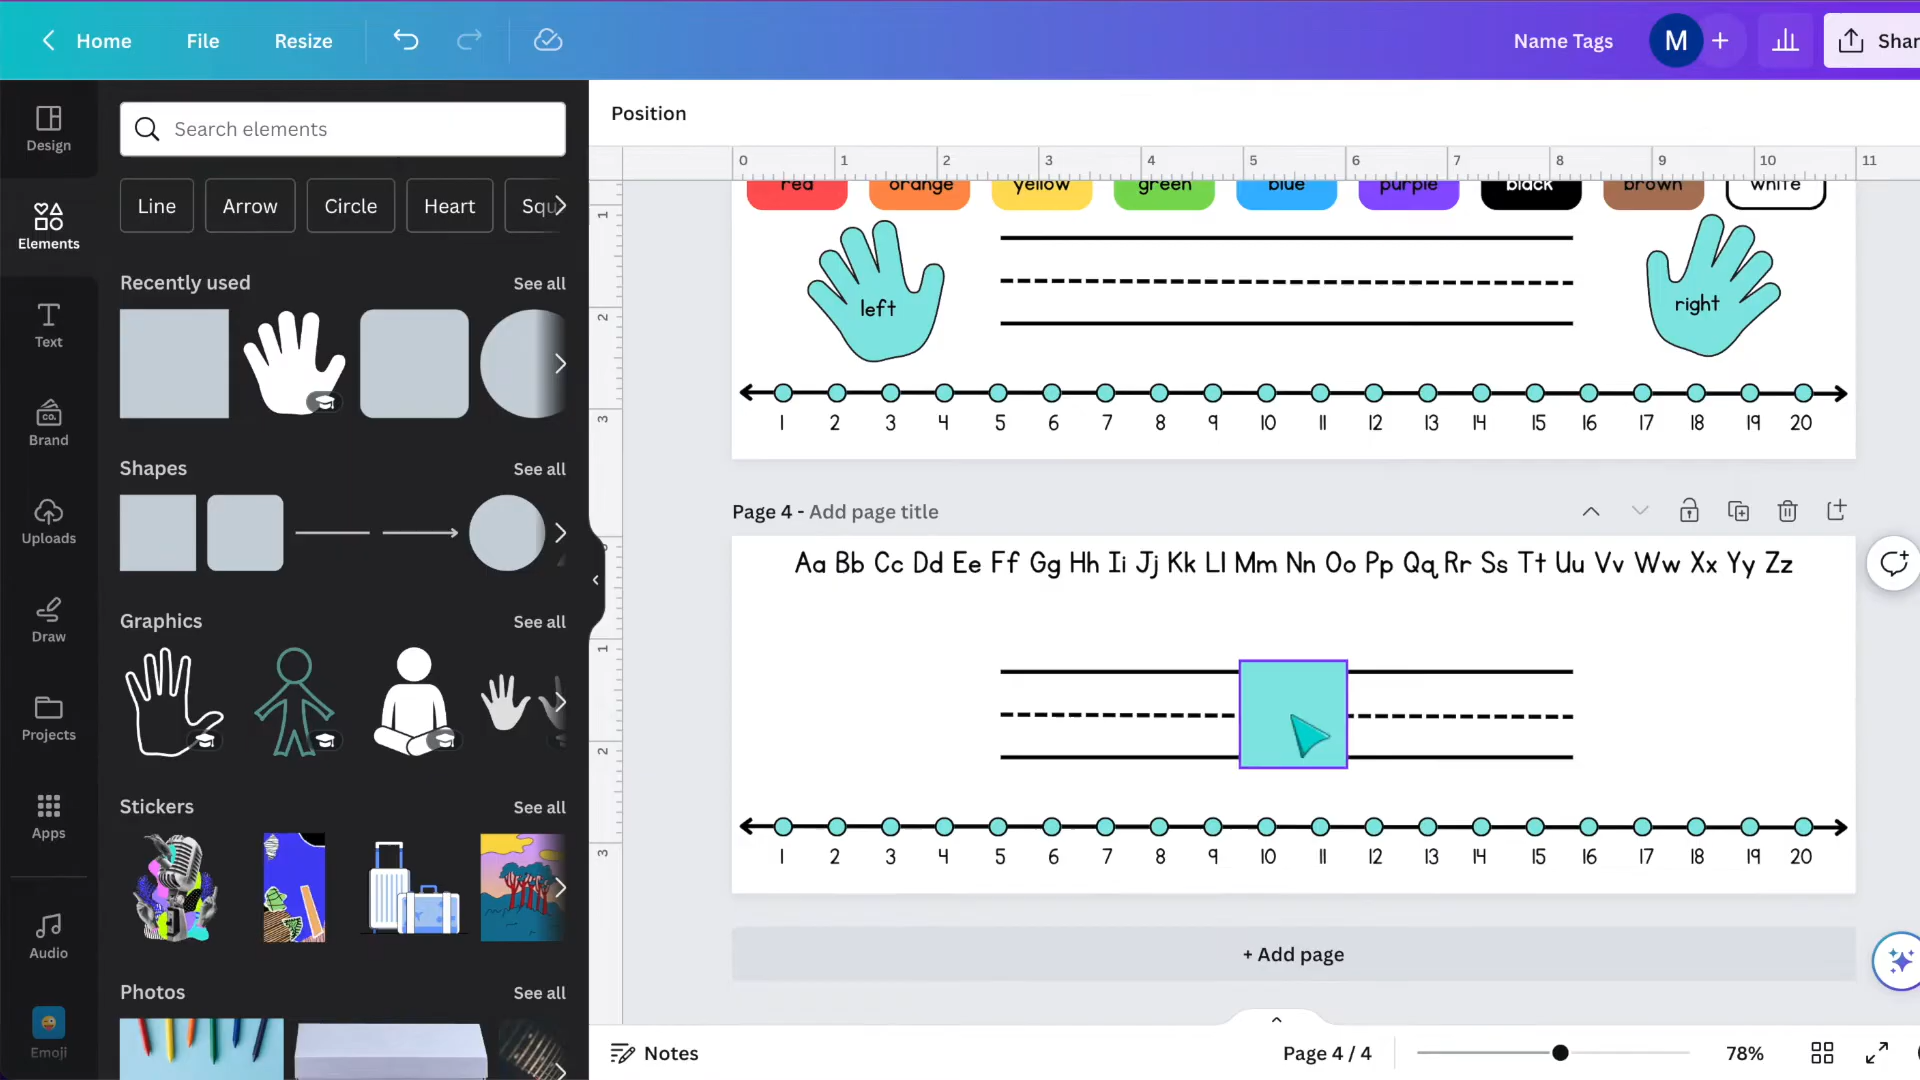 Home File Resize Name Tags M + Shar
Design
Elements
Text
Brand
CO.
Uploads
Draw
Projects
Apps
Audio
Emoji
Search elements
Line Arrow Circle Heart Squ
Recently used See all
Shapes See all
Graphics See all
Stickers See all
Photos See all
Position
0 1 2 3 4 5 6 7 8 9 10 11
1
2
3
1
2
3
red orange yellow green blue purple black brown white
left right
1 2 3 4 5 6 7 8 9 10 11 12 13 14 15 16 17 18 19 20
Page 4 - Add page title
Aa Bb Cc Dd Ee Ff Gg Hh Ii Jj Kk Ll Mm Nn Oo Pp Qq Rr Ss Tt Uu Vv Ww Xx Yy Zz
1 2 3 4 5 6 7 8 9 10 11 12 13 14 15 16 17 18 19 20
+ Add page
Notes Page 4 / 4 78%